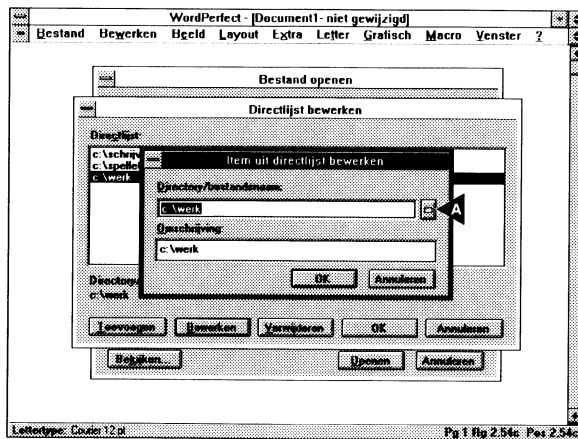 WordPerfect - [Document1- niet gewijzigd]
Bestand Bewerken Beeld Layout Extra Letter Grafisch Macro Venster ?
Bestand openen
Directlijst bewerken
Directlijst:
c:\schrijv
c:\spellet
c:\werk
Item uit directlijst bewerken
Directory/bestandsnaam:
c:\werk
A
Omschrijving:
c:\werk
OK Annuleren
Directory
c:\werk
Toevoegen Bewerken Verwijderen OK Annuleren
Bekijken... Openen Annuleren
Lettertype: Courier 12 pt Pg 1 Rg 2.54c Pos 2.54c